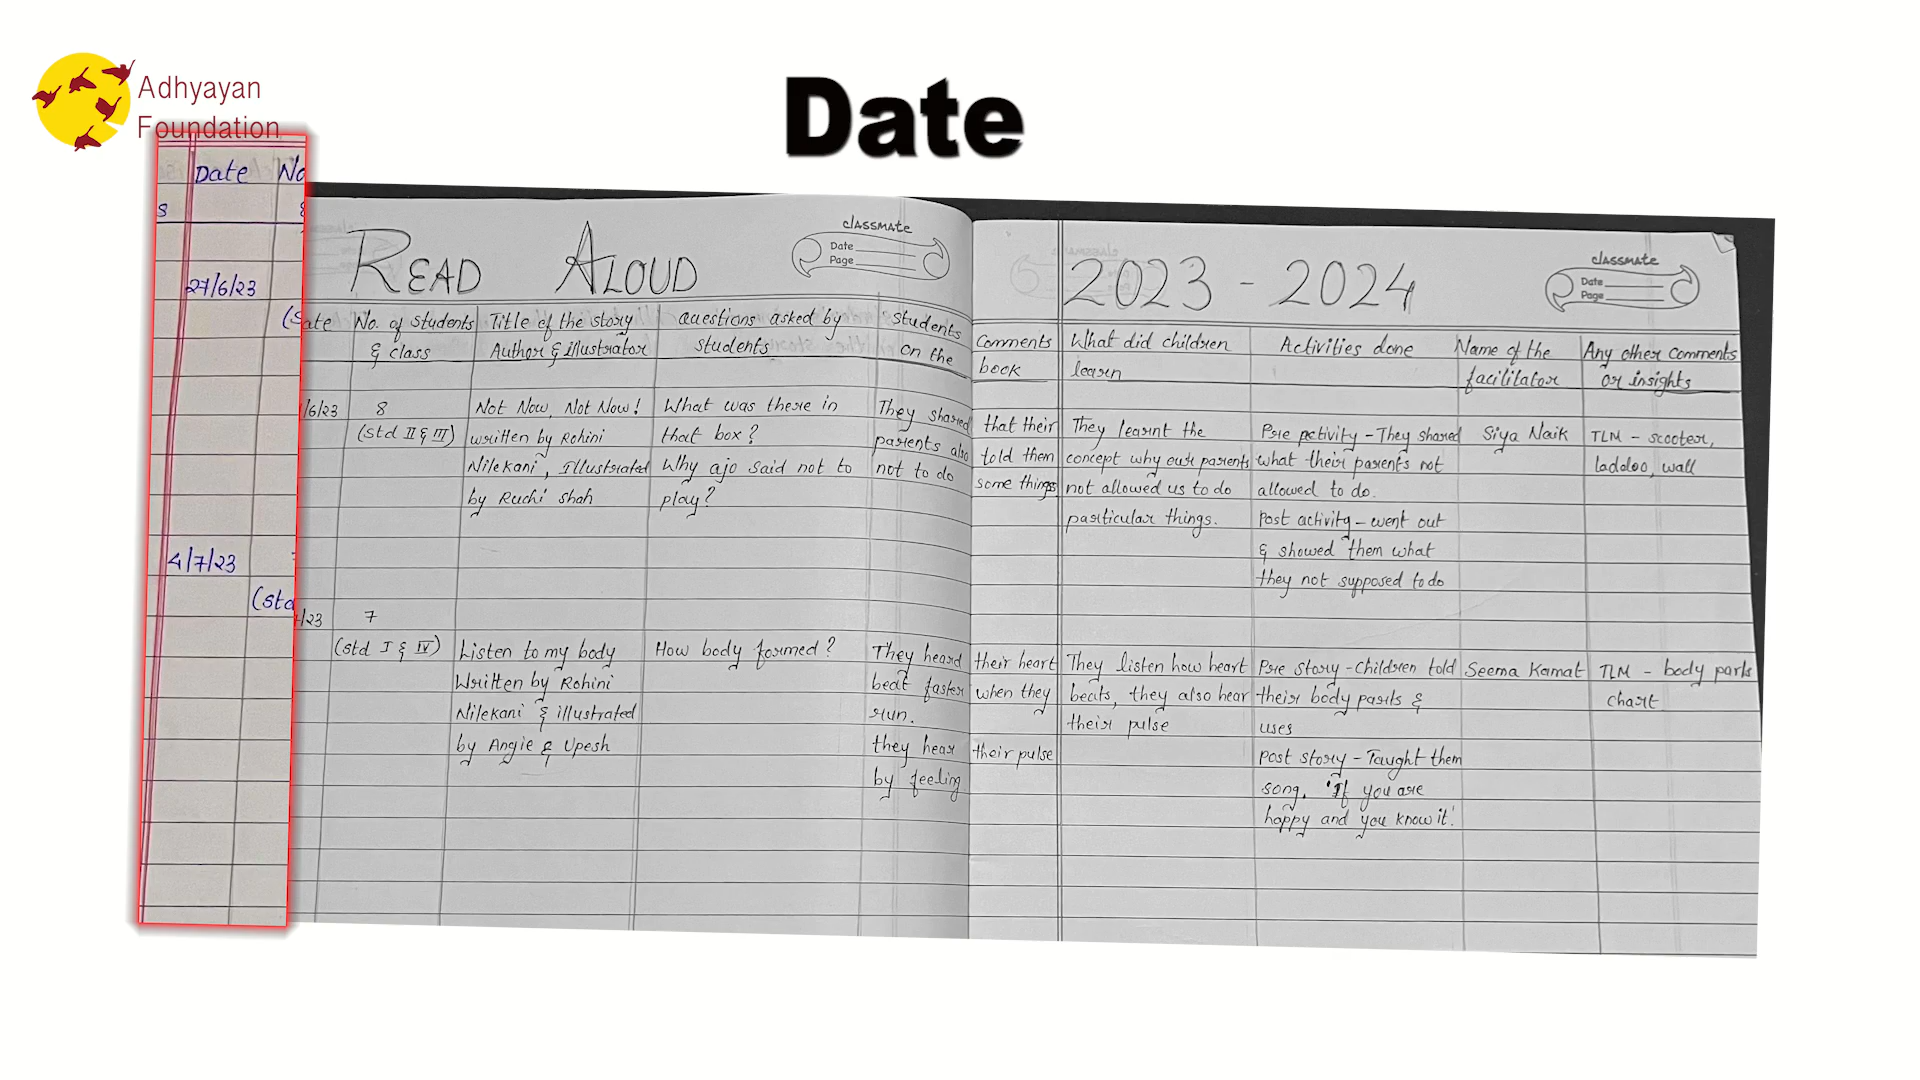 Adhyayan
Foundation
Date
Date No
8
27/6/23
4/7/23
(std
READ ALOUD
classmate
Date
Page
2023 - 2024
classmate
Date
Page
ate
No. of students
& class
Title of the story
Author & illustrator
questions asked by
students
students
on the
comments
book
What did children
learn
Activities done
Name of the
facilitator
Any other comments
or insights
/6/23
8
(std II & III)
Not Now, Not Now!
written by Rohini
Nilekani, Illustrated
by Ruchi shah
What was there in
that box?
Why ajo said not to
play?
They shared that their
parents also told them
not to do some things
They learnt the
concept why our parents
not allowed us to do
particular things.
Pre activity - They shared
what their parents not
allowed to do.
Post activity - went out
& showed them what
they not supposed to do
Siya Naik
TLM - scooter,
laddoo, wall
/23
7
(std I & IV)
Listen to my body
Written by Rohini
Nilekani & illustrated
by Angie & Upesh
How body formed?
They heard their heart
beat faster when they
run.
they hear their pulse
by feeling
They listen how heart
beats, they also hear
their pulse
Pre story - Children told
their body parts &
uses
post story - Taught them
song. 'If you are
happy and you know it.'
Seema Kamat
TLM - body parts
chart